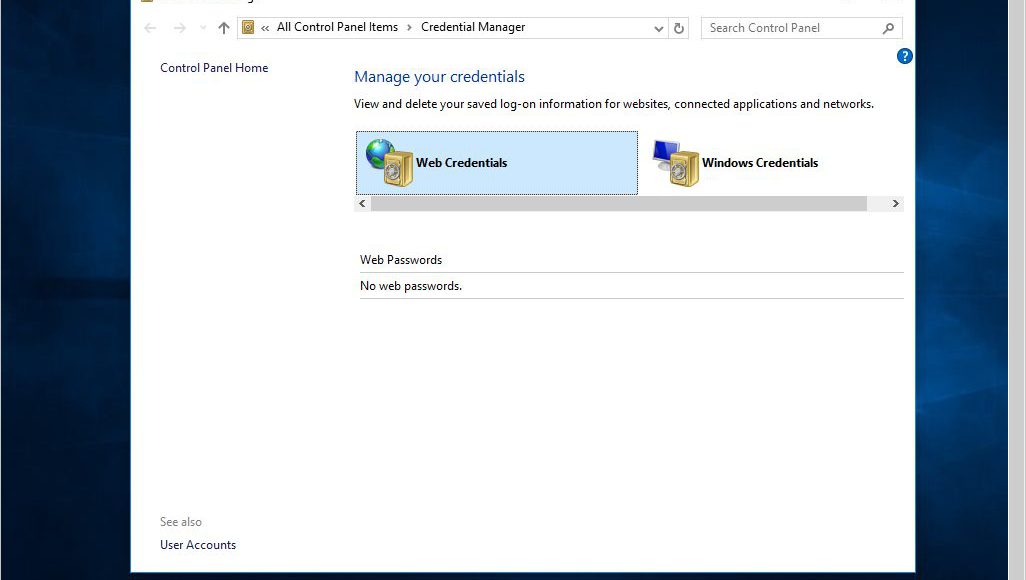 All Control Panel Items > Credential Manager
Search Control Panel
?
Control Panel Home
Manage your credentials
View and delete your saved log-on information for websites, connected applications and networks.
Web Credentials
Windows Credentials
Web Passwords
No web passwords.
See also
User Accounts